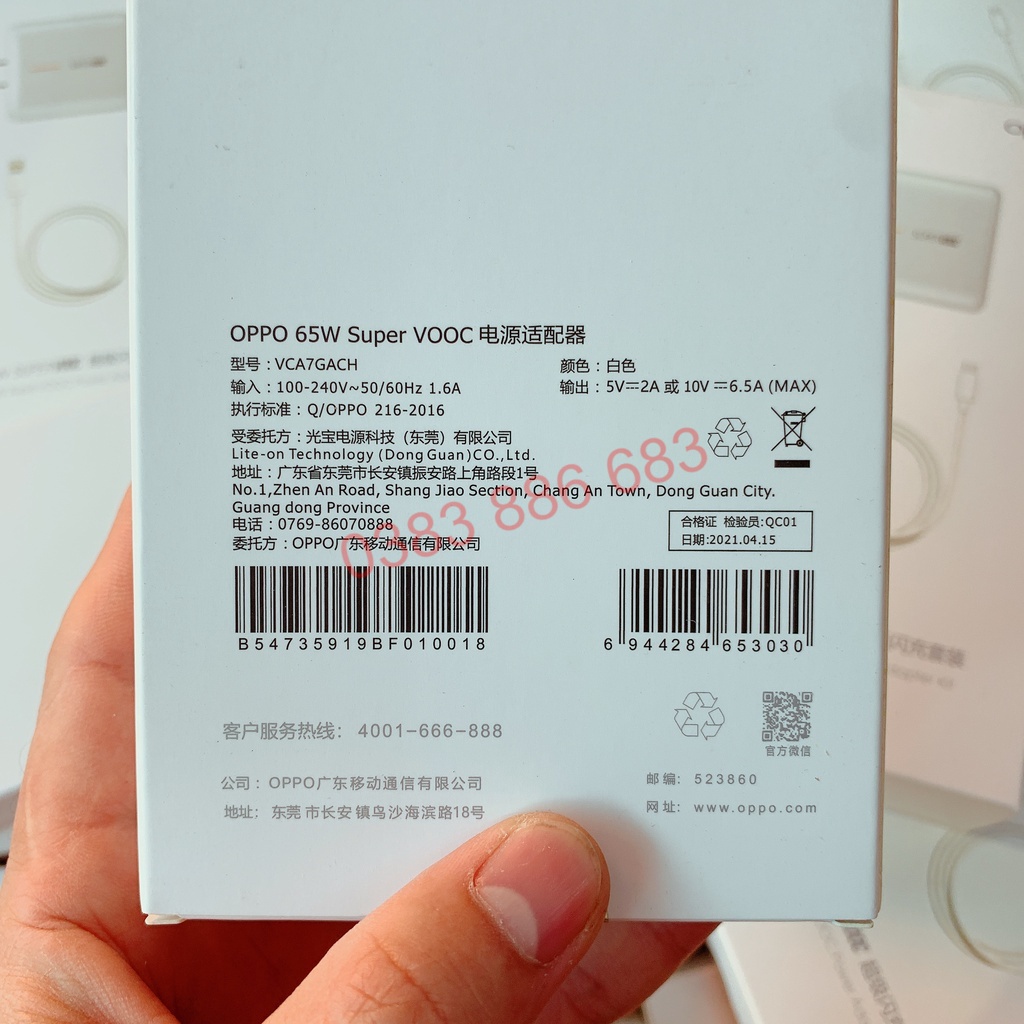 OPPO 65W Super VOOC 电源适配器
型号：VCA7GACH
颜色：白色
输入：100-240V~50/60Hz 1.6A
输出：5V⎓2A 或 10V⎓6.5A (MAX)
执行标准：Q/OPPO 216-2016
受委托方：光宝电源科技（东莞）有限公司
Lite-on Technology (Dong Guan)CO.,Ltd.
地址：广东省东莞市长安镇振安路上角路段1号
No.1,Zhen An Road, Shang Jiao Section, Chang An Town, Dong Guan City.
Guang dong Province
电话：0769-86070888
委托方：OPPO广东移动通信有限公司
合格证 检验员:QC01
日期:2021.04.15
0383 886 683
B54735919BF010018
6 944284 653030
客户服务热线： 4001-666-888
官方微信
公司：OPPO广东移动通信有限公司
邮编： 523860
地址： 东莞市长安镇乌沙海滨路18号
网址： www.oppo.com
闪充套装